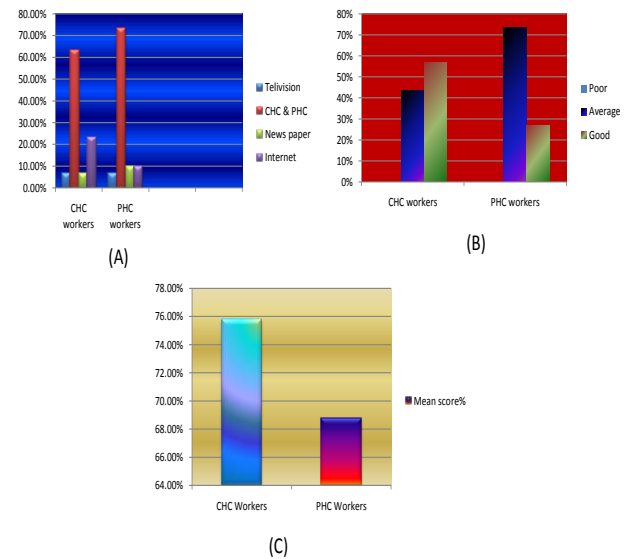 80.00%
70.00%
60.00%
50.00%
40.00%
30.00%
20.00%
10.00%
0.00%
CHC workers
PHC workers
Telivision
CHC & PHC
News paper
Internet
(A)
80%
70%
60%
50%
40%
30%
20%
10%
0%
CHC workers
PHC workers
Poor
Average
Good
(B)
78.00%
76.00%
74.00%
72.00%
70.00%
68.00%
66.00%
64.00%
CHC Workers
PHC Workers
Mean score%
(C)